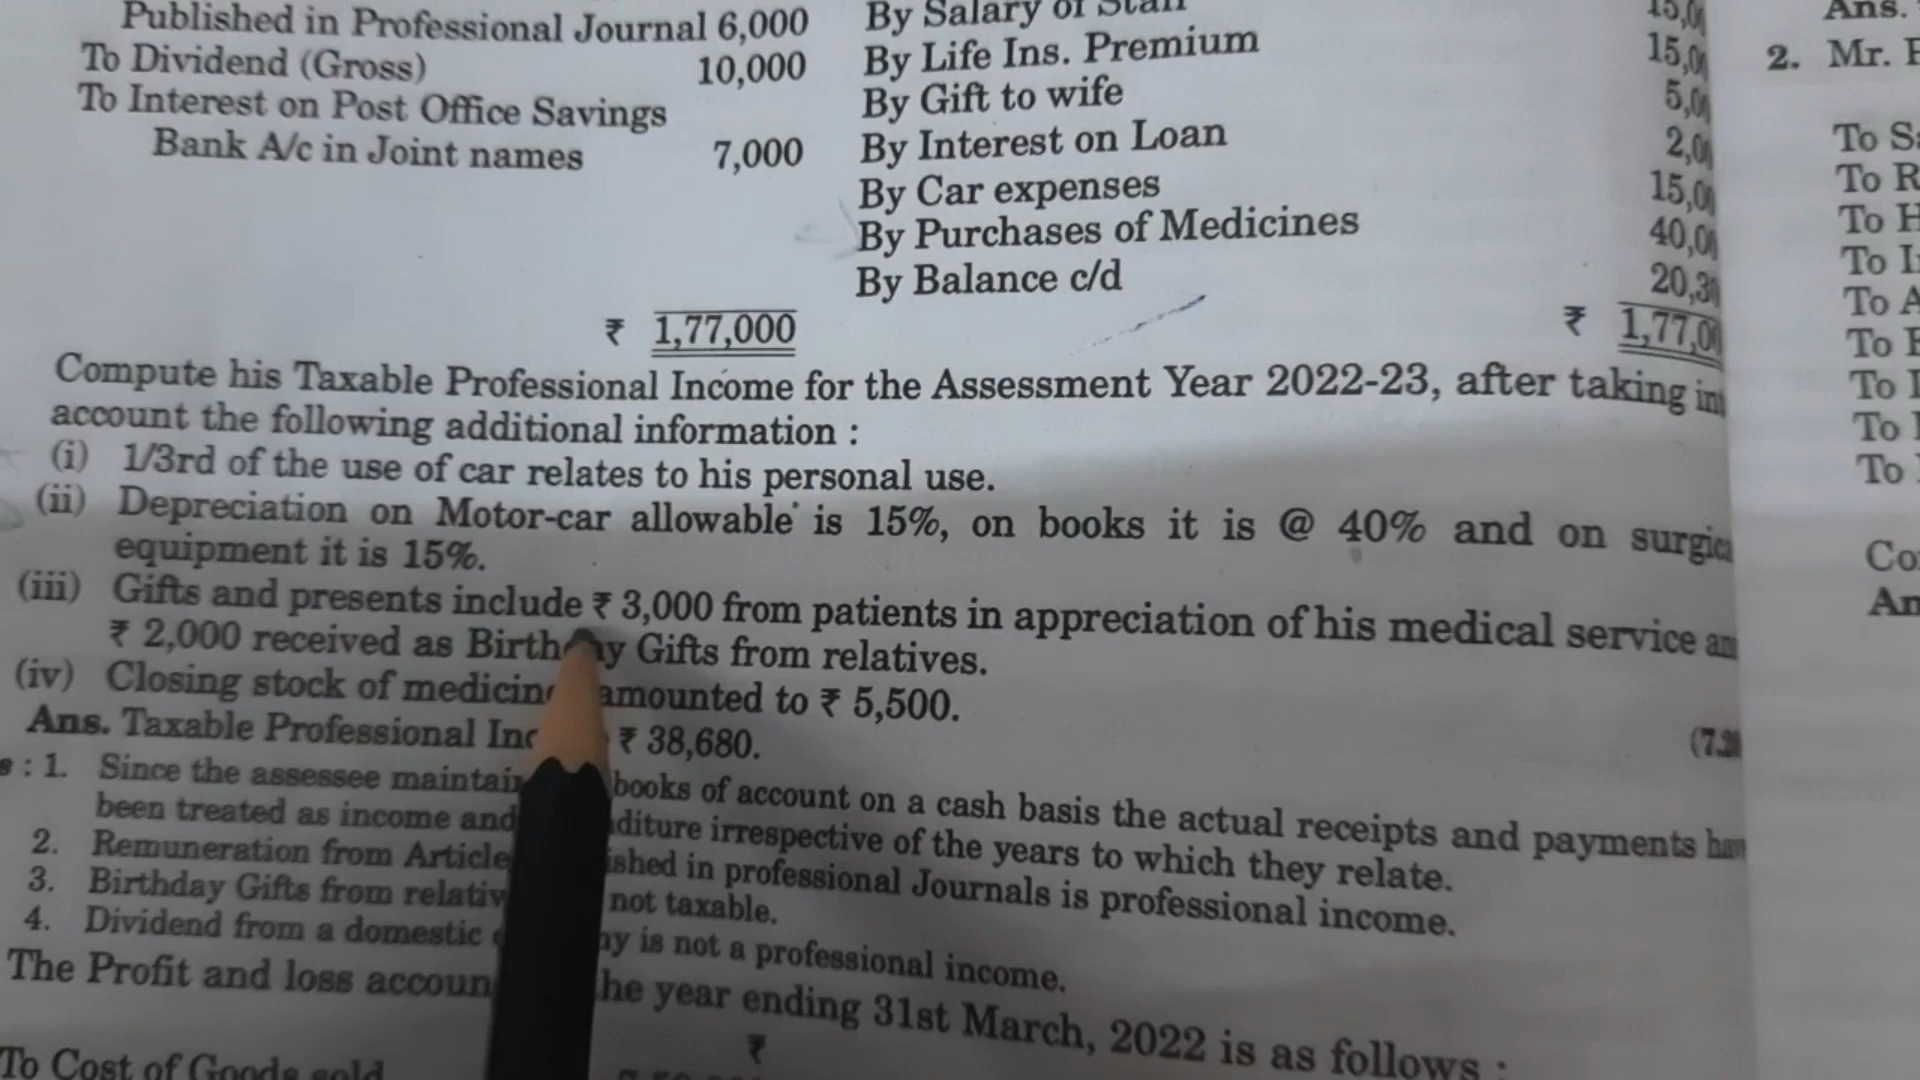 Published in Professional Journal 6,000
To Dividend (Gross) 10,000
To Interest on Post Office Savings
Bank A/c in Joint names 7,000
₹ 1,77,000
By Salary of
By Life Ins. Premium
By Gift to wife
By Interest on Loan
By Car expenses
By Purchases of Medicines
By Balance c/d
₹
Compute his Taxable Professional Income for the Assessment Year 2022-23, after taking
account the following additional information :
(i) 1/3rd of the use of car relates to his personal use.
(ii) Depreciation on Motor-car allowable is 15%, on books it is @ 40% and on
equipment it is 15%.
(iii) Gifts and presents include ₹ 3,000 from patients in appreciation of his medical service
₹ 2,000 received as Gifts from relatives.
(iv) Closing stock of amounted to ₹ 5,500.
Ans. Taxable Professional ₹ 38,680.
: 1. Since the assessee books of account on a cash basis the actual receipts and payments
been treated as income and irrespective of the years to which they relate.
2. Remuneration from in professional Journals is professional income.
3. Birthday Gifts from not taxable.
4. Dividend from a domestic is not a professional income.
The Profit and loss year ending 31st March, 2022 is as follows :
₹
To Cost of Goods sold
Ans.
2. Mr.
To
To
To
To
To
To
To
To
To